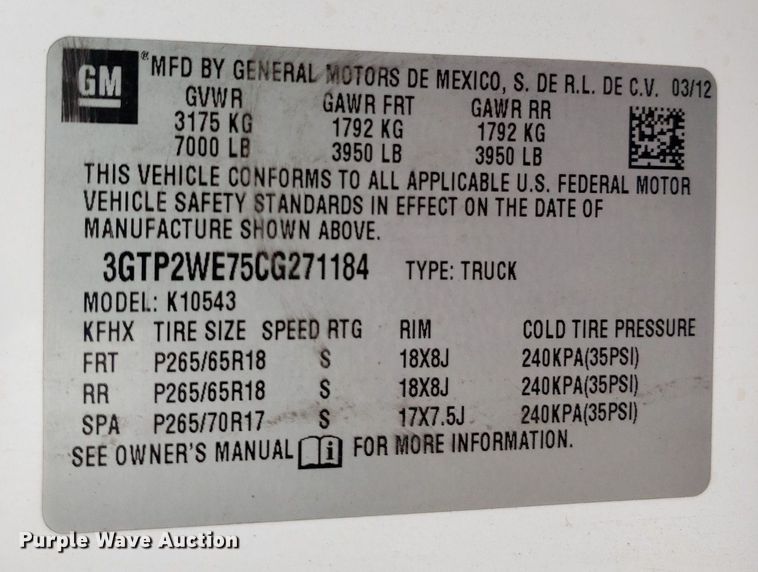 GM® MFD BY GENERAL MOTORS DE MEXICO, S. DE R.L. DE C.V. 03/12
GVWR GAWR FRT GAWR RR
3175 KG 1792 KG 1792 KG
7000 LB 3950 LB 3950 LB
THIS VEHICLE CONFORMS TO ALL APPLICABLE U.S. FEDERAL MOTOR
VEHICLE SAFETY STANDARDS IN EFFECT ON THE DATE OF
MANUFACTURE SHOWN ABOVE.
3GTP2WE75CG271184 TYPE: TRUCK
MODEL: K10543
KFHX TIRE SIZE SPEED RTG RIM COLD TIRE PRESSURE
FRT P265/65R18 S 18X8J 240KPA(35PSI)
RR P265/65R18 S 18X8J 240KPA(35PSI)
SPA P265/70R17 S 17X7.5J 240KPA(35PSI)
SEE OWNER'S MANUAL i FOR MORE INFORMATION.
Purple Wave Auction